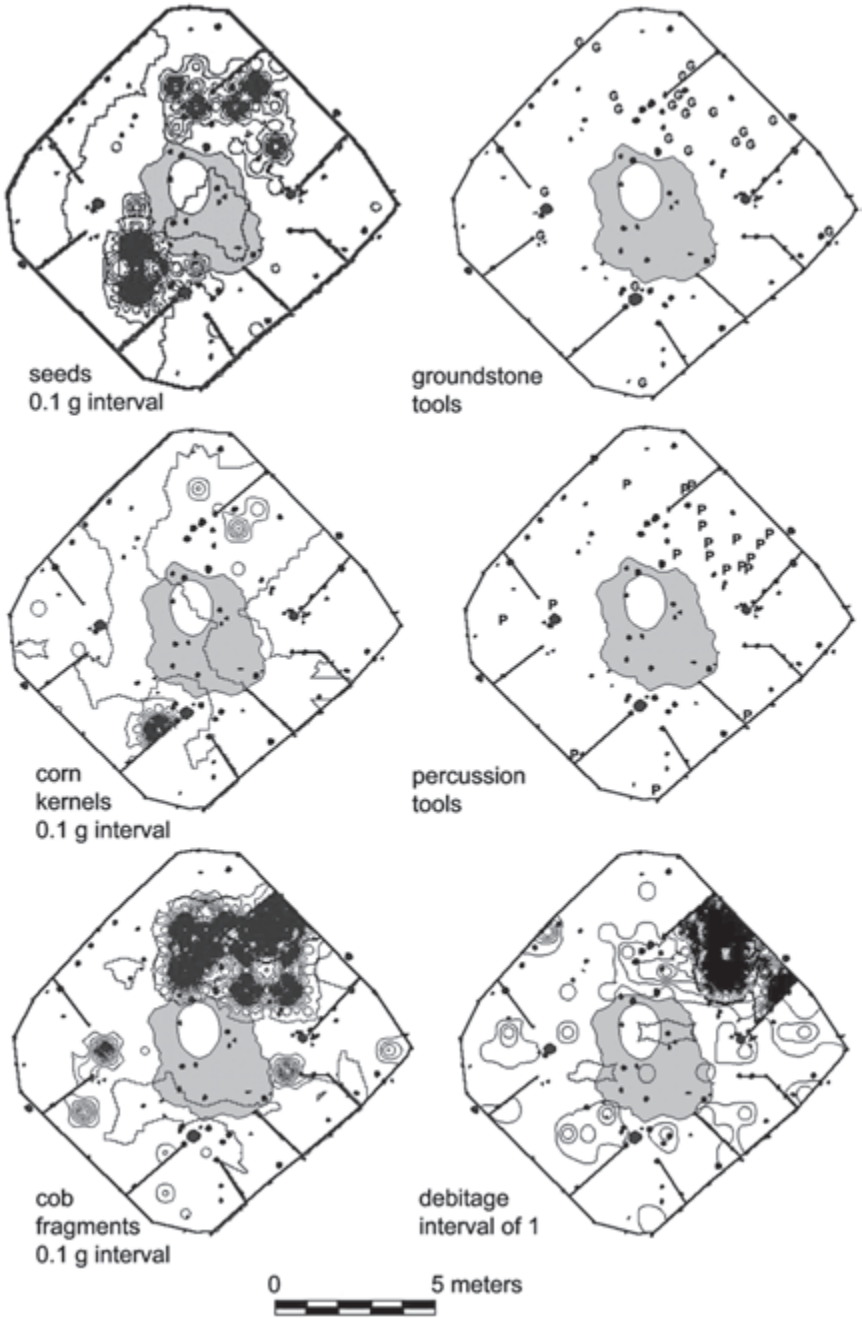 seeds
0.1 g interval
groundstone
tools
corn
kernels
0.1 g interval
percussion
tools
cob
fragments
0.1 g interval
debitage
interval of 1
0 5 meters